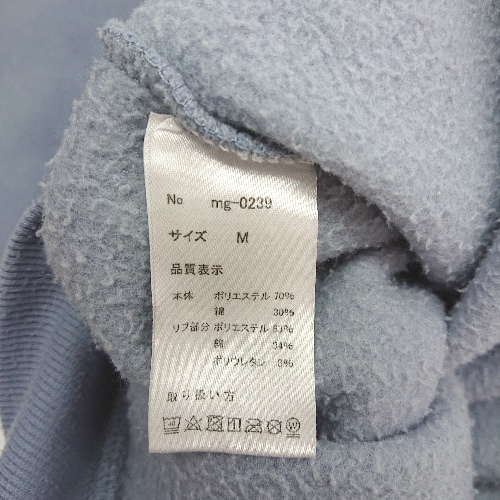 No mg-0239
サイズ M
品質表示
本体 ポリエステル 70%
綿 30%
リブ部分 ポリエステル 63%
綿 34%
ポリウレタン 3%
取り扱い方